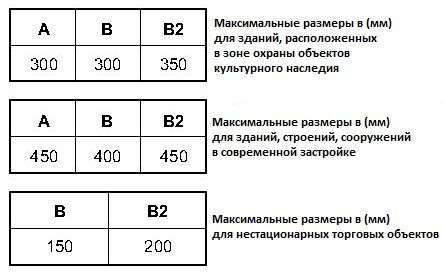 A B B2
300 300 350
Максимальные размеры в (мм)
для зданий, расположенных
в зоне охраны объектов
культурного наследия
A B B2
450 400 450
Максимальные размеры в (мм)
для зданий, строений, сооружений
в современной застройке
B B2
150 200
Максимальные размеры в (мм)
для нестационарных торговых объектов